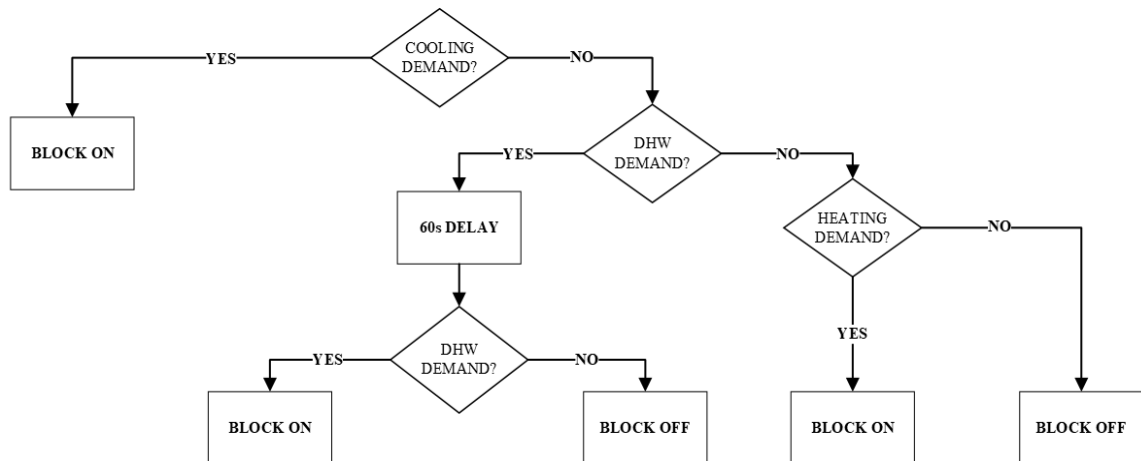 COOLING
DEMAND?
YES
NO
BLOCK ON
DHW
DEMAND?
YES
NO
60s DELAY
HEATING
DEMAND?
NO
YES
DHW
DEMAND?
YES
NO
BLOCK ON
BLOCK OFF
BLOCK ON
BLOCK OFF